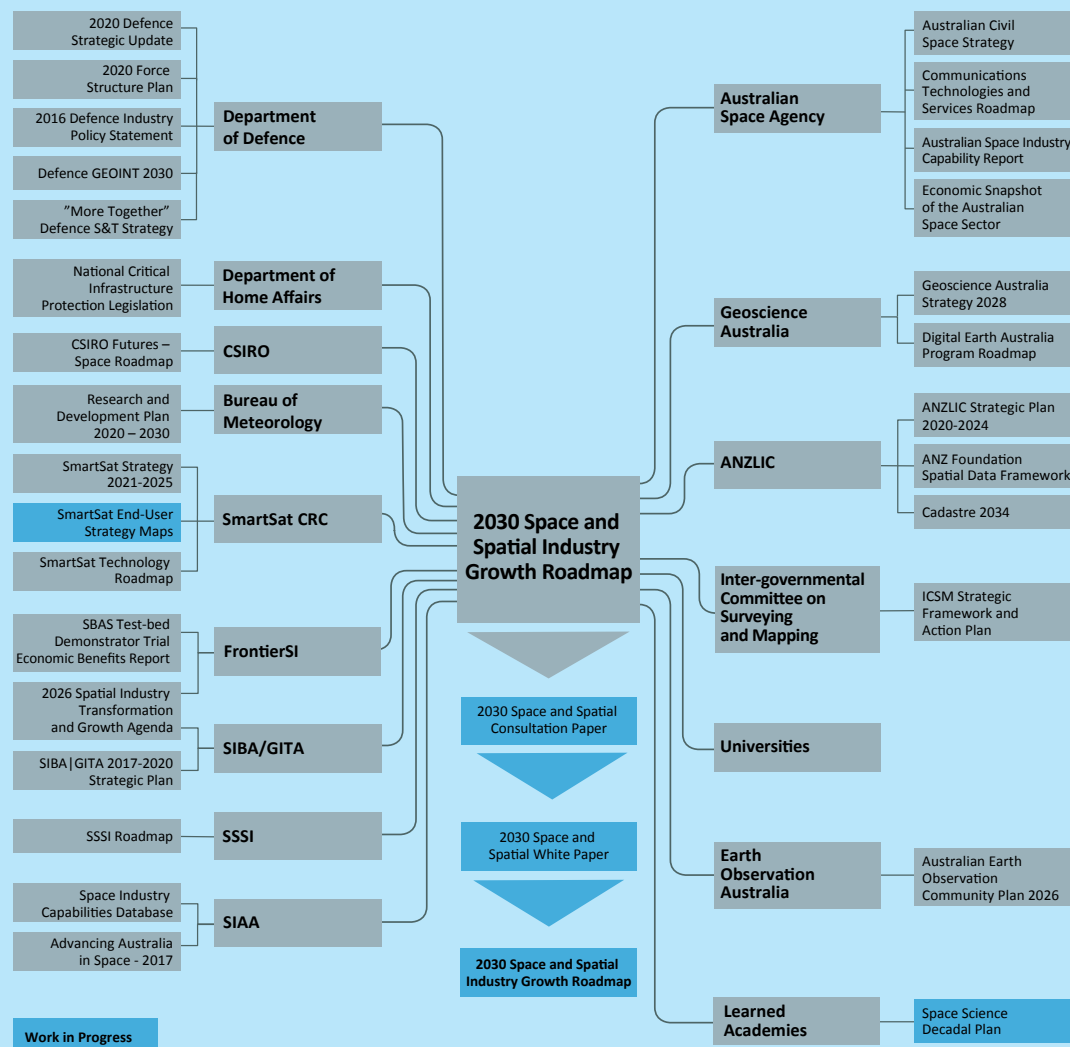 2020 Defence
Strategic Update
2020 Force
Structure Plan
2016 Defence Industry
Policy Statement
Defence GEOINT 2030
”More Together”
Defence S&T Strategy
Department
of Defence
National Critical
Infrastructure
Protection Legislation
Department of
Home Affairs
CSIRO Futures –
Space Roadmap
CSIRO
Research and
Development Plan
2020 – 2030
Bureau of
Meteorology
SmartSat Strategy
2021-2025
SmartSat End-User
Strategy Maps
SmartSat Technology
Roadmap
SmartSat CRC
SBAS Test-bed
Demonstrator Trial
Economic Benefits Report
FrontierSI
2026 Spatial Industry
Transformation
and Growth Agenda
SIBA|GITA 2017-2020
Strategic Plan
SIBA/GITA
SSSI Roadmap
SSSI
Space Industry
Capabilities Database
Advancing Australia
in Space - 2017
SIAA
Work in Progress
2030 Space and
Spatial Industry
Growth Roadmap
2030 Space and Spatial
Consultation Paper
2030 Space and
Spatial White Paper
2030 Space and Spatial
Industry Growth Roadmap
Australian
Space Agency
Australian Civil
Space Strategy
Communications
Technologies and
Services Roadmap
Australian Space Industry
Capability Report
Economic Snapshot
of the Australian
Space Sector
Geoscience
Australia
Geoscience Australia
Strategy 2028
Digital Earth Australia
Program Roadmap
ANZLIC
ANZLIC Strategic Plan
2020-2024
ANZ Foundation
Spatial Data Framework
Cadastre 2034
Inter-governmental
Committee on
Surveying
and Mapping
ICSM Strategic
Framework and
Action Plan
Universities
Earth
Observation
Australia
Australian Earth
Observation
Community Plan 2026
Learned
Academies
Space Science
Decadal Plan